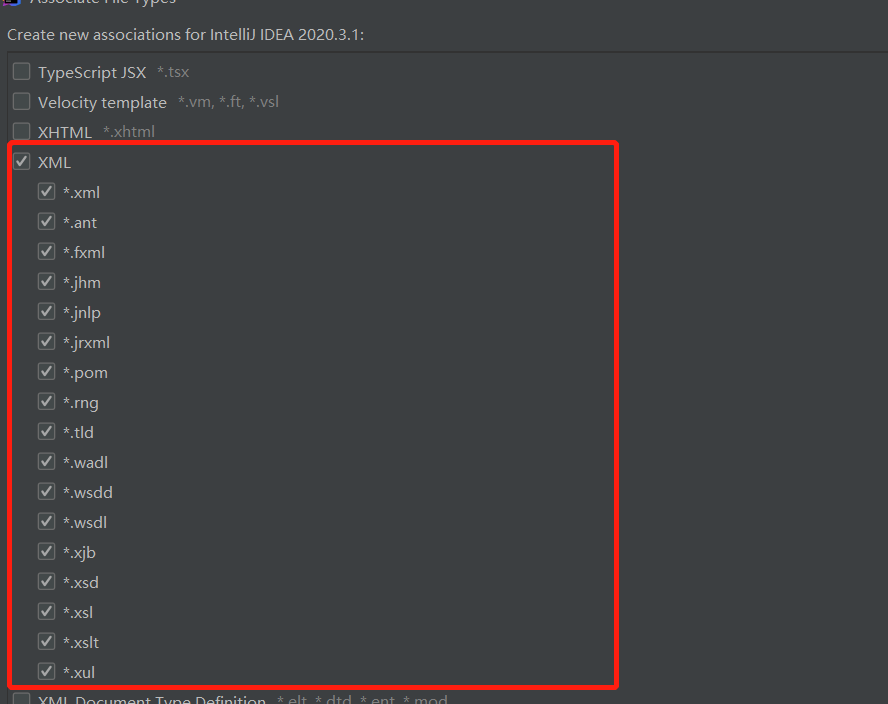 Associate File Types
Create new associations for IntelliJ IDEA 2020.3.1:
TypeScript JSX *.tsx
Velocity template *.vm, *.ft, *.vsl
XHTML *.xhtml
XML
*.xml
*.ant
*.fxml
*.jhm
*.jnlp
*.jrxml
*.pom
*.rng
*.tld
*.wadl
*.wsdd
*.wsdl
*.xjb
*.xsd
*.xsl
*.xslt
*.xul
XML Document Type Definition *.elt, *.dtd, *.ent, *.mod